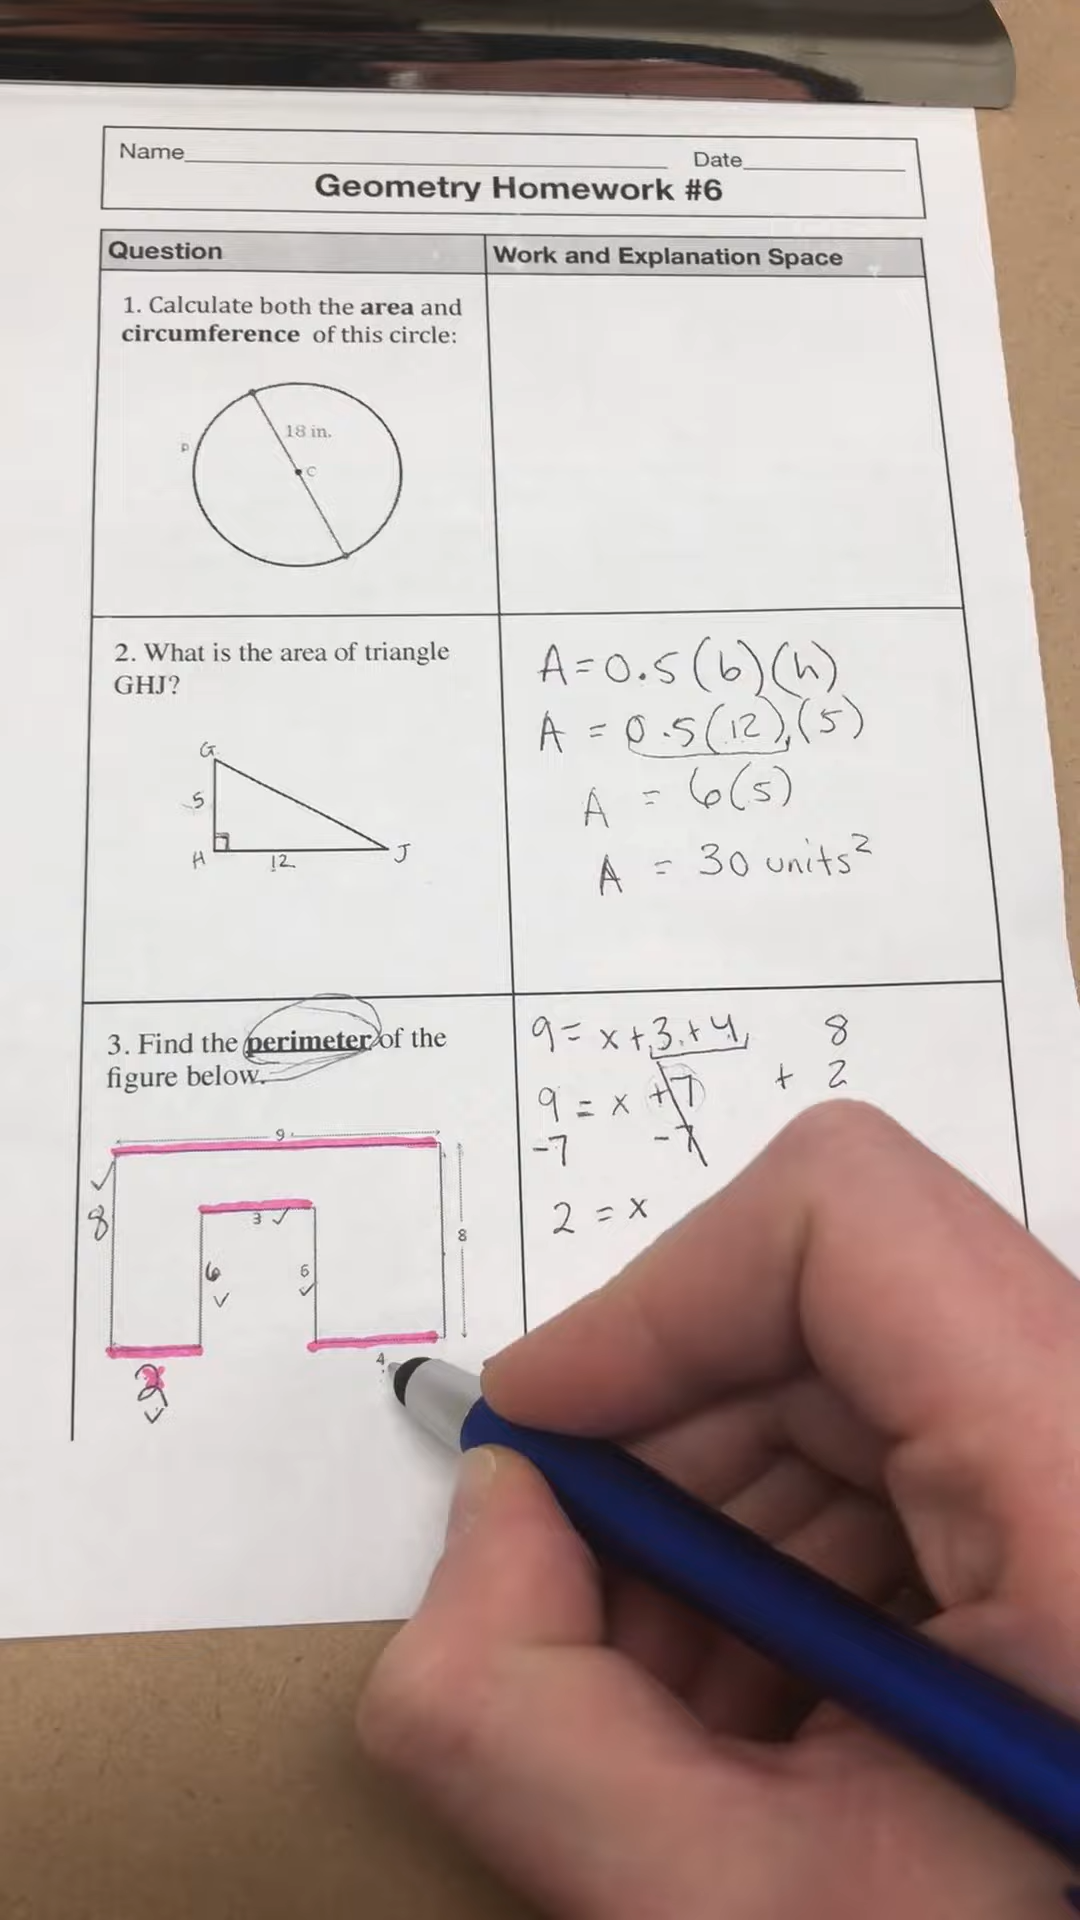 Name
Date
Geometry Homework #6
Question
Work and Explanation Space
1. Calculate both the area and
circumference of this circle:
18 in.
C
2. What is the area of triangle
GHJ?
G
5
H
12
J
A = 0.5 (b)(h)
A = 0.5(12)(5)
A = 6(5)
A = 30 units²
3. Find the perimeter of the
figure below.
9
8
3
6
8
2
4
9 = x + 3 + 4
9 = x + 7
-7 -7
2 = x
8
+ 2